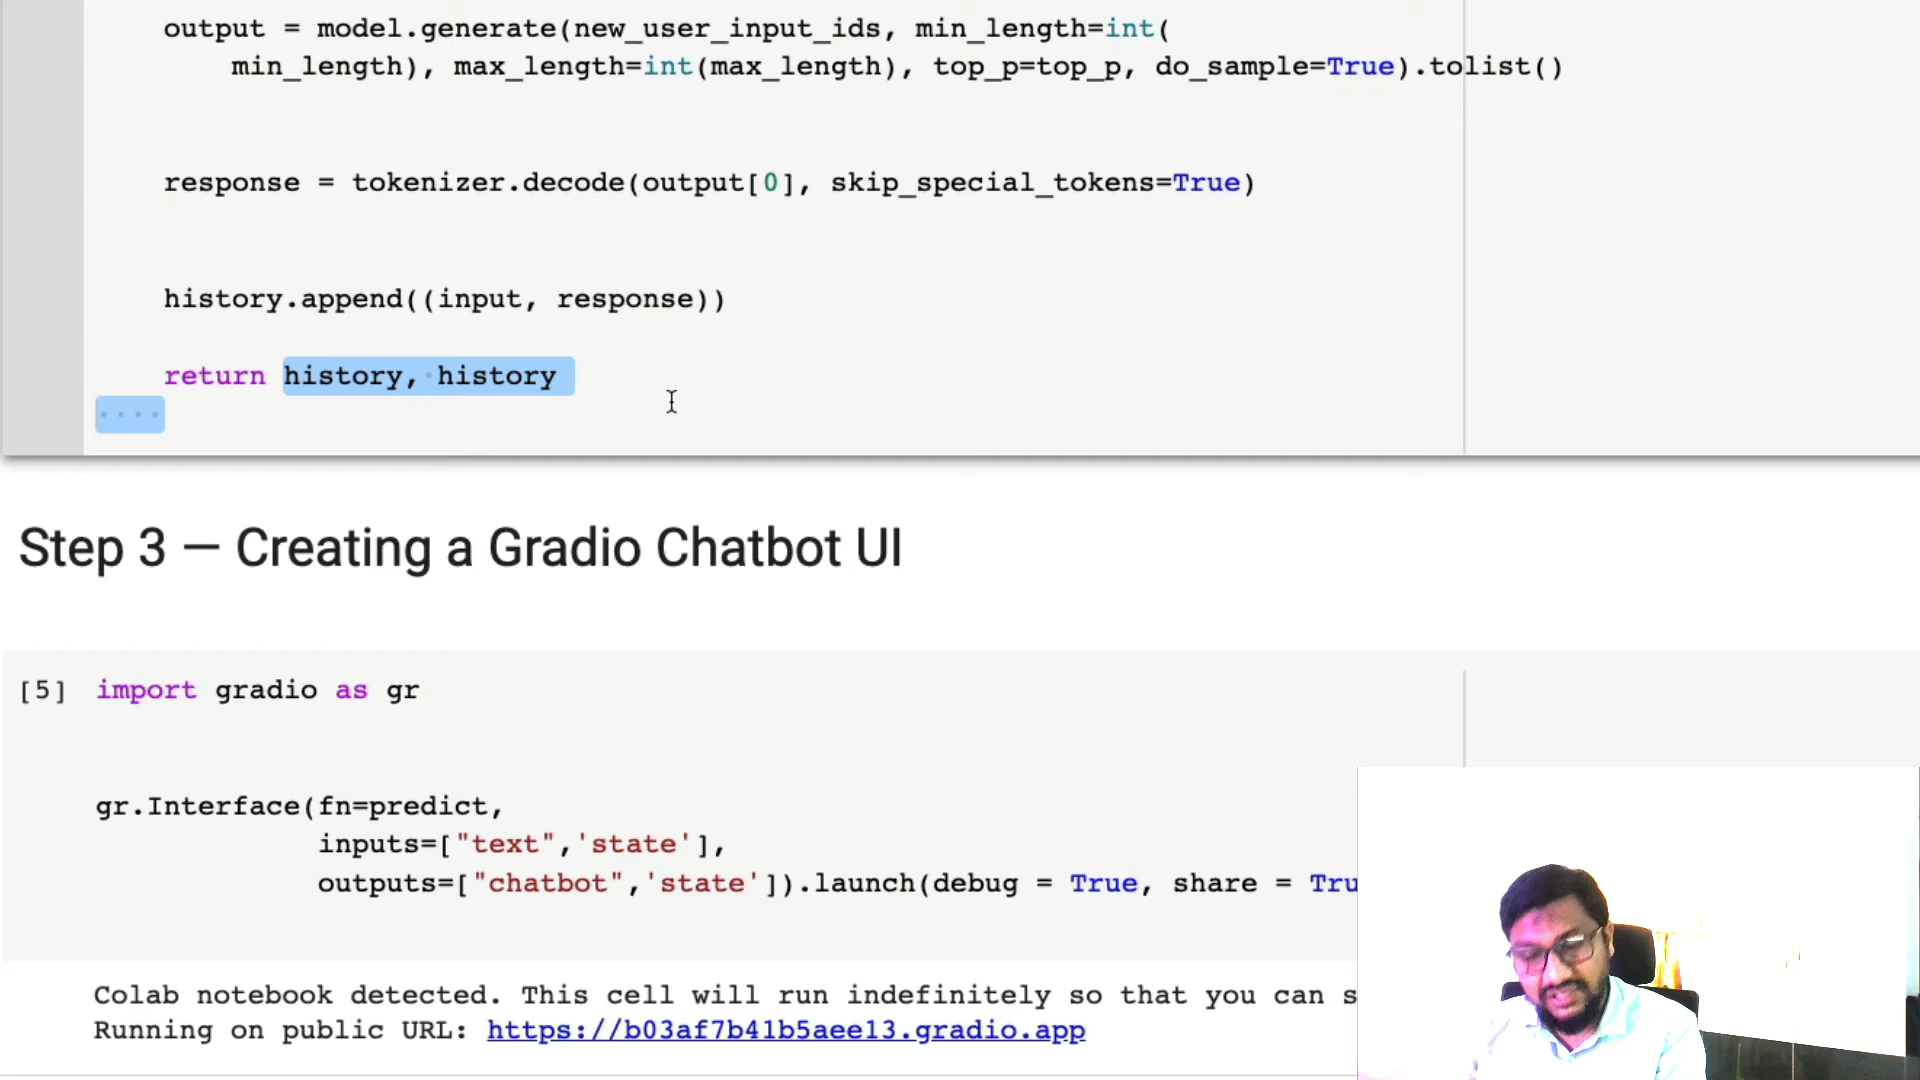 output = model.generate(new_user_input_ids, min_length=int(
min_length), max_length=int(max_length), top_p=top_p, do_sample=True).tolist()
response = tokenizer.decode(output[0], skip_special_tokens=True)
history.append((input, response))
return history, history
Step 3 — Creating a Gradio Chatbot UI
[5] import gradio as gr
gr.Interface(fn=predict,
inputs=["text",'state'],
outputs=["chatbot",'state']).launch(debug = True, share = Tru
Colab notebook detected. This cell will run indefinitely so that you can s
Running on public URL: https://b03af7b41b5aee13.gradio.app